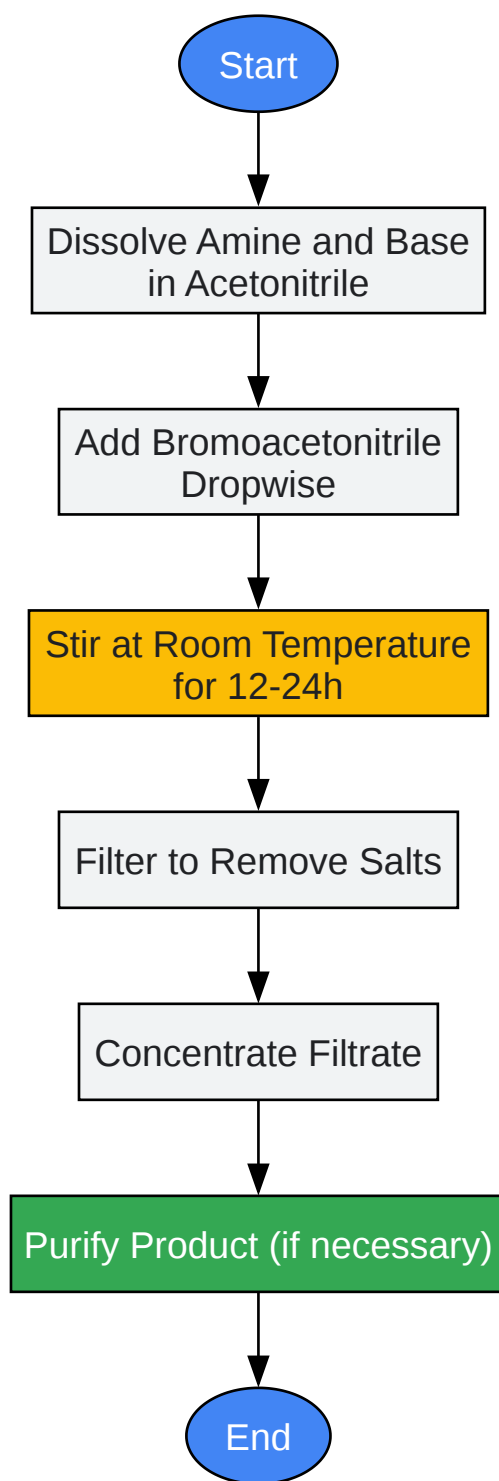 Start
Dissolve Amine and Base
in Acetonitrile
Add Bromoacetonitrile
Dropwise
Stir at Room Temperature
for 12-24h
Filter to Remove Salts
Concentrate Filtrate
Purify Product (if necessary)
End